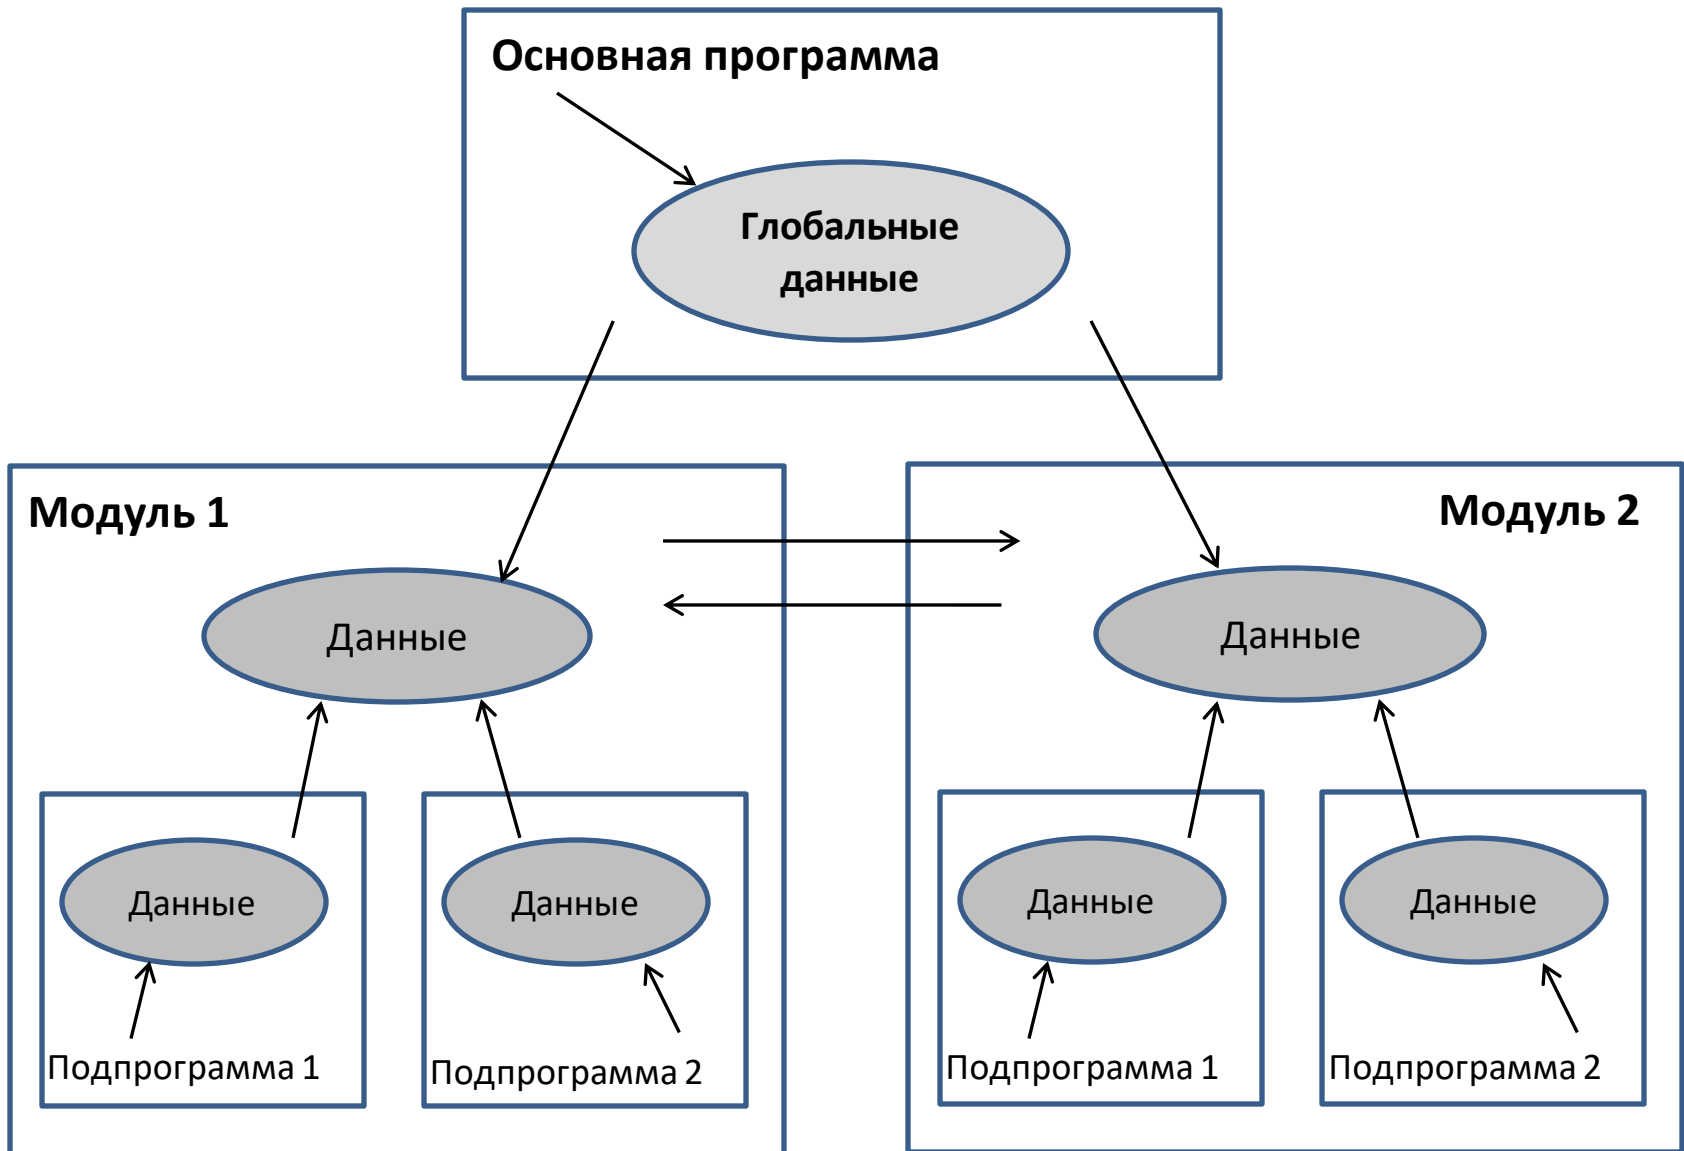 Основная программа
Глобальные
данные
Модуль 1
Модуль 2
Данные
Данные
Данные
Данные
Данные
Данные
Подпрограмма 1
Подпрограмма 2
Подпрограмма 1
Подпрограмма 2